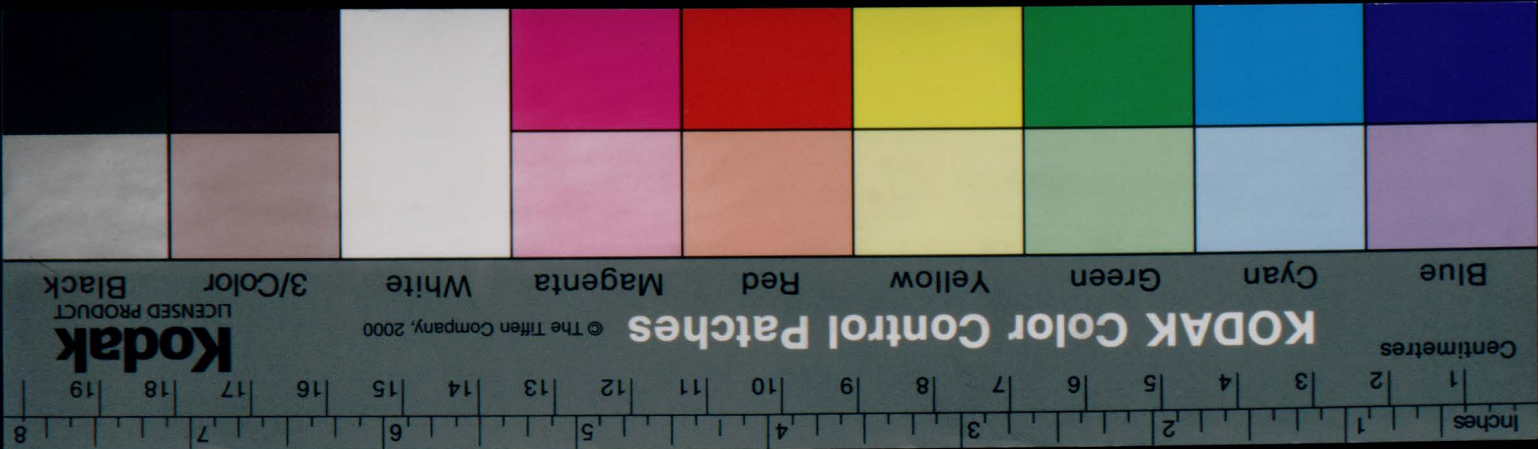 Inches 1 2 3 4 5 6 7 8
Centimetres 1 2 3 4 5 6 7 8 9 10 11 12 13 14 15 16 17 18 19
KODAK Color Control Patches © The Tiffen Company, 2000 Kodak
LICENSED PRODUCT
Blue Cyan Green Yellow Red Magenta White 3/Color Black